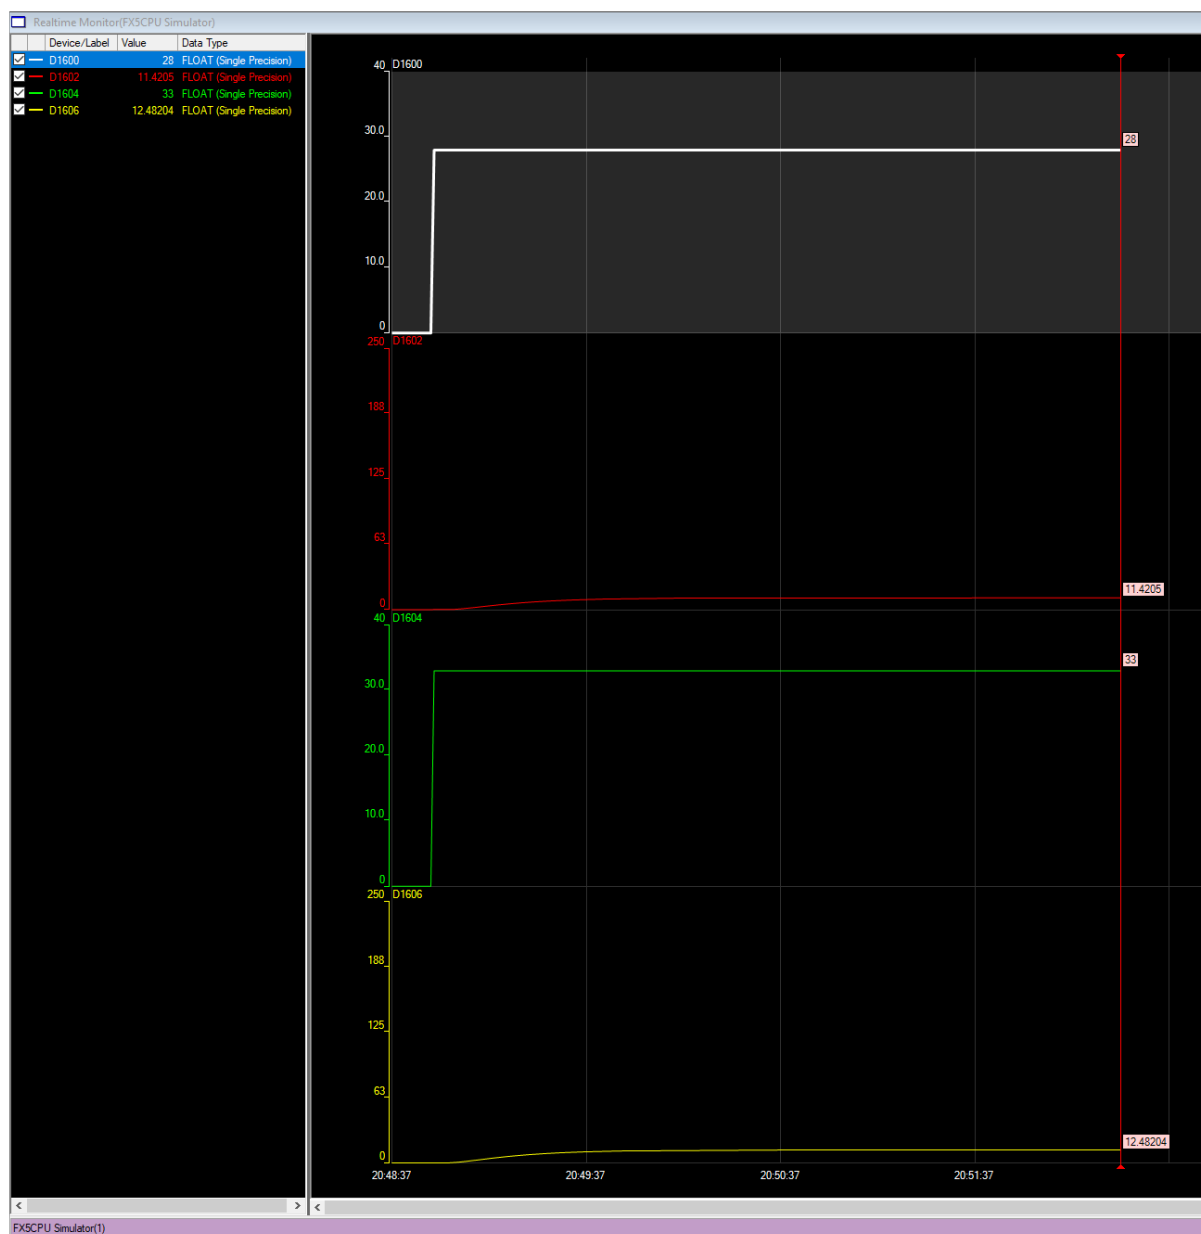 Realtime Monitor(FX5CPU Simulator)
Device/Label Value Data Type
D1600 28 FLOAT (Single Precision)
D1602 11.4205 FLOAT (Single Precision)
D1604 33 FLOAT (Single Precision)
D1606 12.48204 FLOAT (Single Precision)
40 D1600
30.0
28
20.0
10.0
0
250 D1602
188
125
63
11.4205
0
40 D1604
33
30.0
20.0
10.0
0
250 D1606
188
125
63
12.48204
0
20:48:37 20:49:37 20:50:37 20:51:37
FX5CPU Simulator(1)